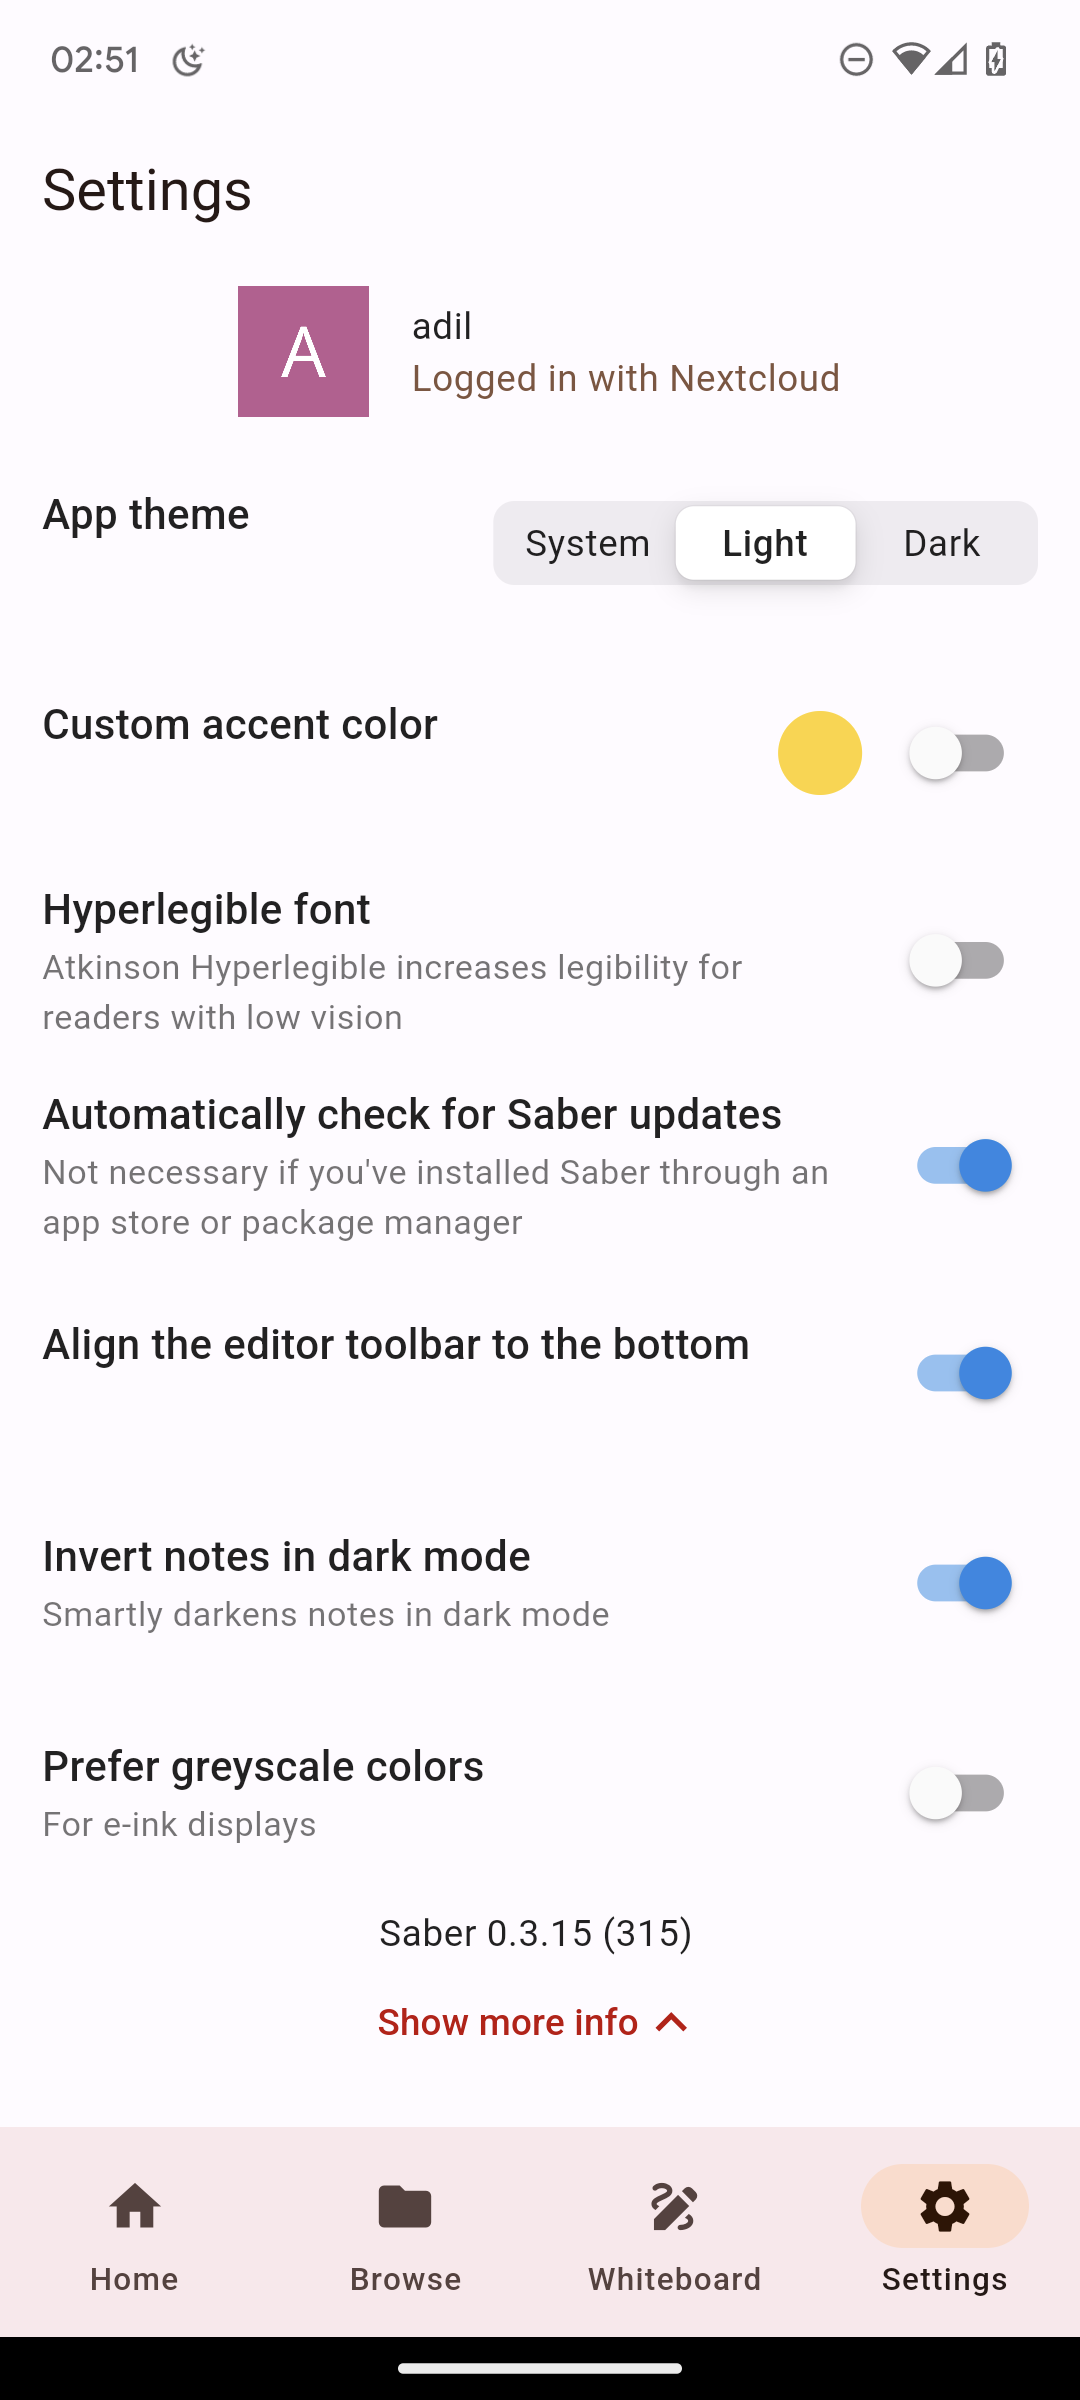 02:51
Settings
A
adil
Logged in with Nextcloud
App theme
System Light Dark
Custom accent color
Hyperlegible font
Atkinson Hyperlegible increases legibility for
readers with low vision
Automatically check for Saber updates
Not necessary if you've installed Saber through an
app store or package manager
Align the editor toolbar to the bottom
Invert notes in dark mode
Smartly darkens notes in dark mode
Prefer greyscale colors
For e-ink displays
Saber 0.3.15 (315)
Show more info
Home Browse Whiteboard Settings